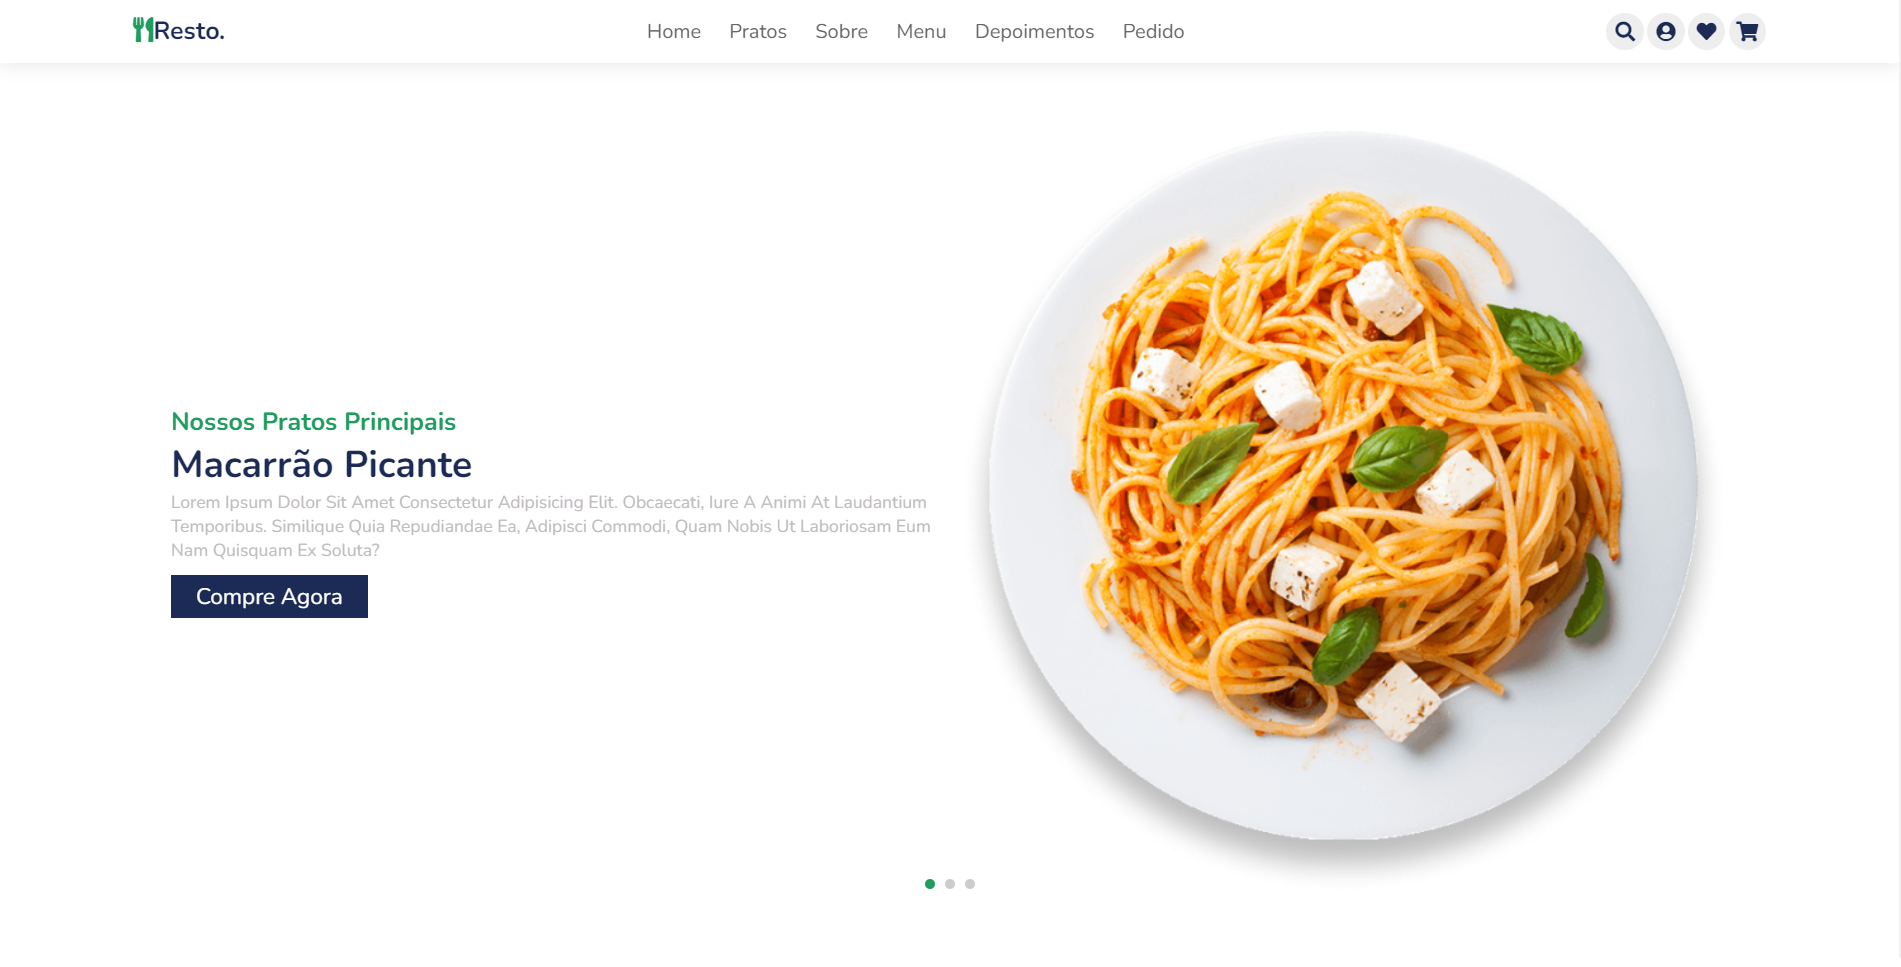 Resto.
Home Pratos Sobre Menu Depoimentos Pedido
Nossos Pratos Principais
Macarrão Picante
Lorem Ipsum Dolor Sit Amet Consectetur Adipisicing Elit. Obcaecati, Iure A Animi At Laudantium
Temporibus. Similique Quia Repudiandae Ea, Adipisci Commodi, Quam Nobis Ut Laboriosam Eum
Nam Quisquam Ex Soluta?
Compre Agora